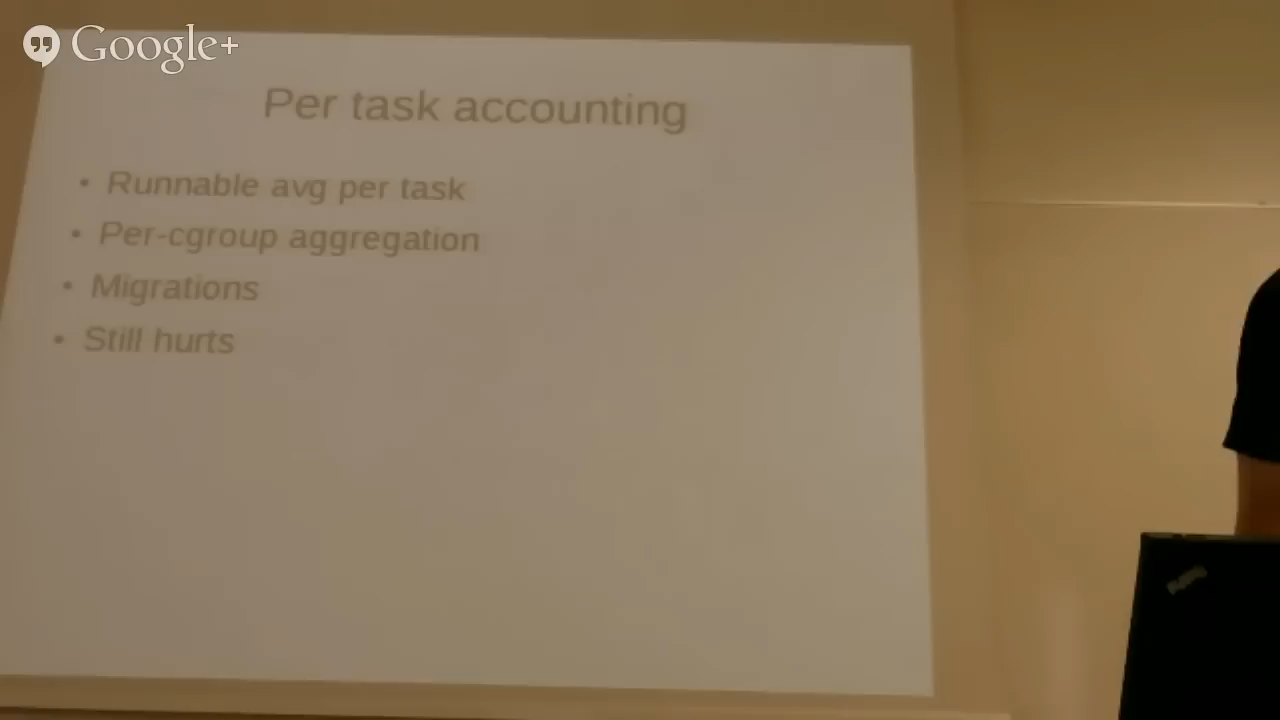 Google+
Per task accounting
• Runnable avg per task
• Per-cgroup aggregation
• Migrations
• Still hurts